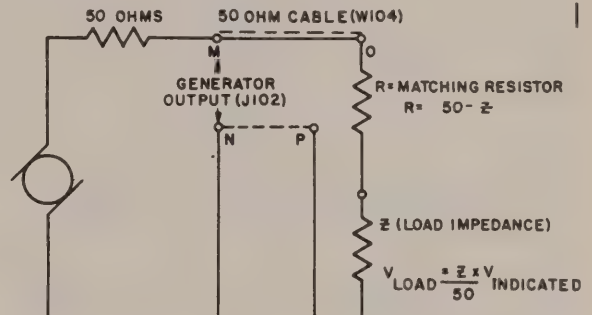 50 OHMS
50 OHM CABLE (W104)
M
O
GENERATOR
OUTPUT (J102)
R=MATCHING RESISTOR
R= 50-Z
N
P
Z (LOAD IMPEDANCE)
V LOAD = Z x V INDICATED
50